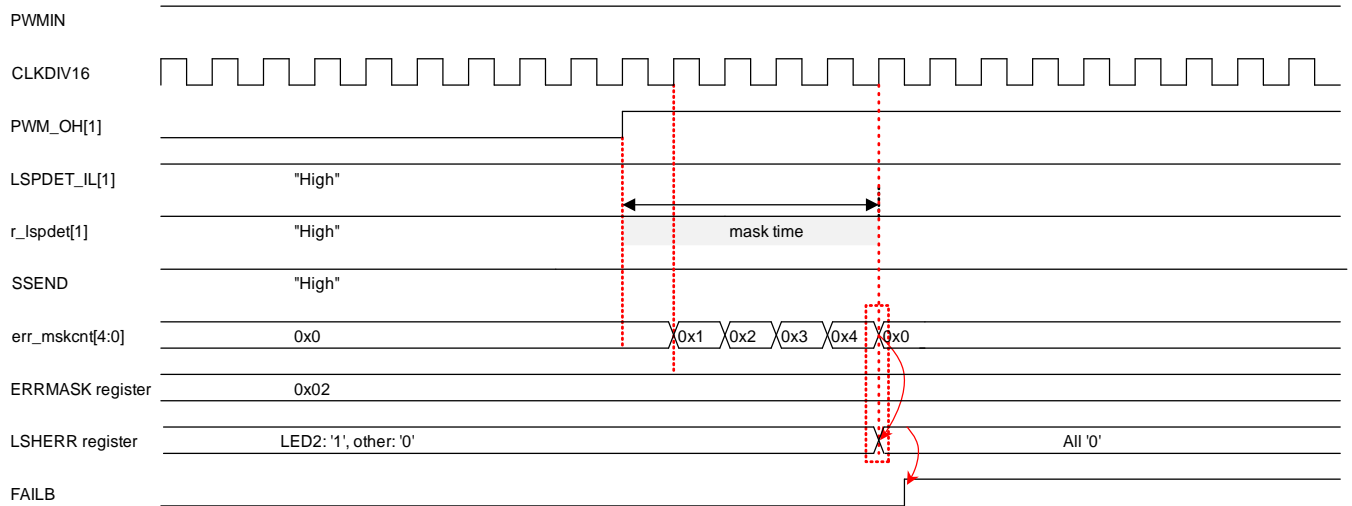 PWMIN
CLKDIV16
PWM_OH[1]
LSPDET_IL[1] "High"
r_lspdet[1] "High" mask time
SSEND "High"
err_mskcnt[4:0] 0x0 0x1 0x2 0x3 0x4 0x0
ERRMASK register 0x02
LSHERR register LED2: '1', other: '0' All '0'
FAILB